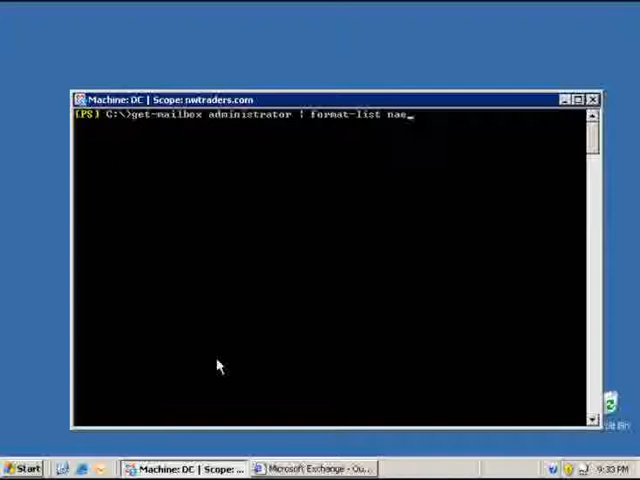 Machine: DC | Scope: nwtraders.com
[PS] C:\>get-mailbox administrator | format-list nae_
Start
Machine: DC | Scope: ...
Microsoft Exchange - Ou...
9:33 PM